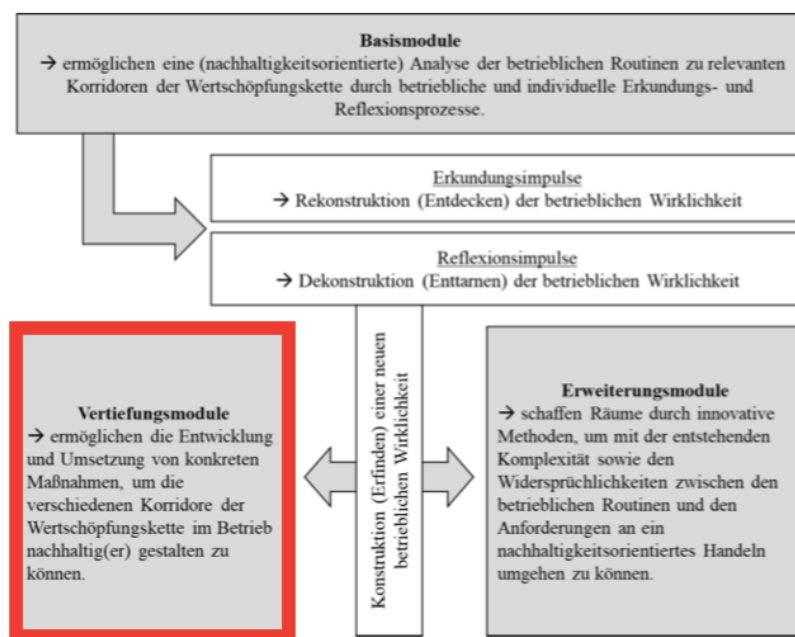 Basismodule
→ ermöglichen eine (nachhaltigkeitsorientierte) Analyse der betrieblichen Routinen zu relevanten
Korridoren der Wertschöpfungskette durch betriebliche und individuelle Erkundungs- und
Reflexionsprozesse.
Erkundungsimpulse
→ Rekonstruktion (Entdecken) der betrieblichen Wirklichkeit
Reflexionsimpulse
→ Dekonstruktion (Enttarnen) der betrieblichen Wirklichkeit
Vertiefungsmodule
→ ermöglichen die Entwicklung
und Umsetzung von konkreten
Maßnahmen, um die
verschiedenen Korridore der
Wertschöpfungskette im Betrieb
nachhaltig(er) gestalten zu
können.
Konstruktion (Erfinden) einer neuen
betrieblichen Wirklichkeit
Erweiterungsmodule
→ schaffen Räume durch innovative
Methoden, um mit der entstehenden
Komplexität sowie den
Widersprüchlichkeiten zwischen den
betrieblichen Routinen und den
Anforderungen an ein
nachhaltigkeitsorientiertes Handeln
umgehen zu können.